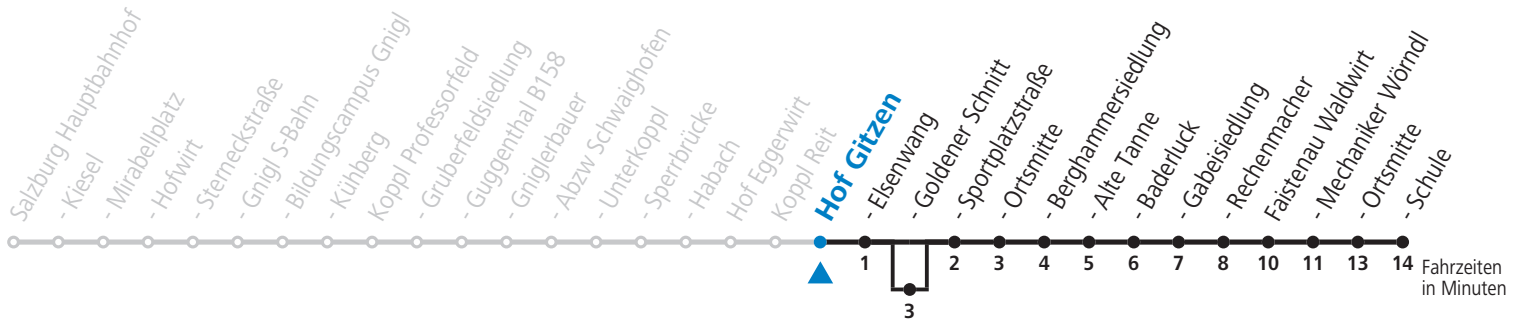 Salzburg Hauptbahnhof
- Kiesel
- Mirabellplatz
- Hofwirt
- Sterneckstraße
- Gnigl S-Bahn
- Bildungscampus Gnigl
- Kühberg
Koppl Professorfeld
- Gruberfeldsiedlung
- Guggenthal B158
- Gniglerbauer
- Abzw Schwaighofen
- Unterkoppl
- Sperrbrücke
- Habach
Hof Eggerwirt
Koppl Reit
Hof Gitzen
- Elsenwang
- Goldener Schnitt
- Sportplatzstraße
- Ortsmitte
- Berghammersiedlung
- Alte Tanne
- Baderluck
- Gabeisiedlung
- Rechenmacher
Faistenau Waldwirt
- Mechaniker Wörndl
- Ortsmitte
- Schule
1 2 3 4 5 6 7 8 10 11 13 14 Fahrzeiten
in Minuten
3